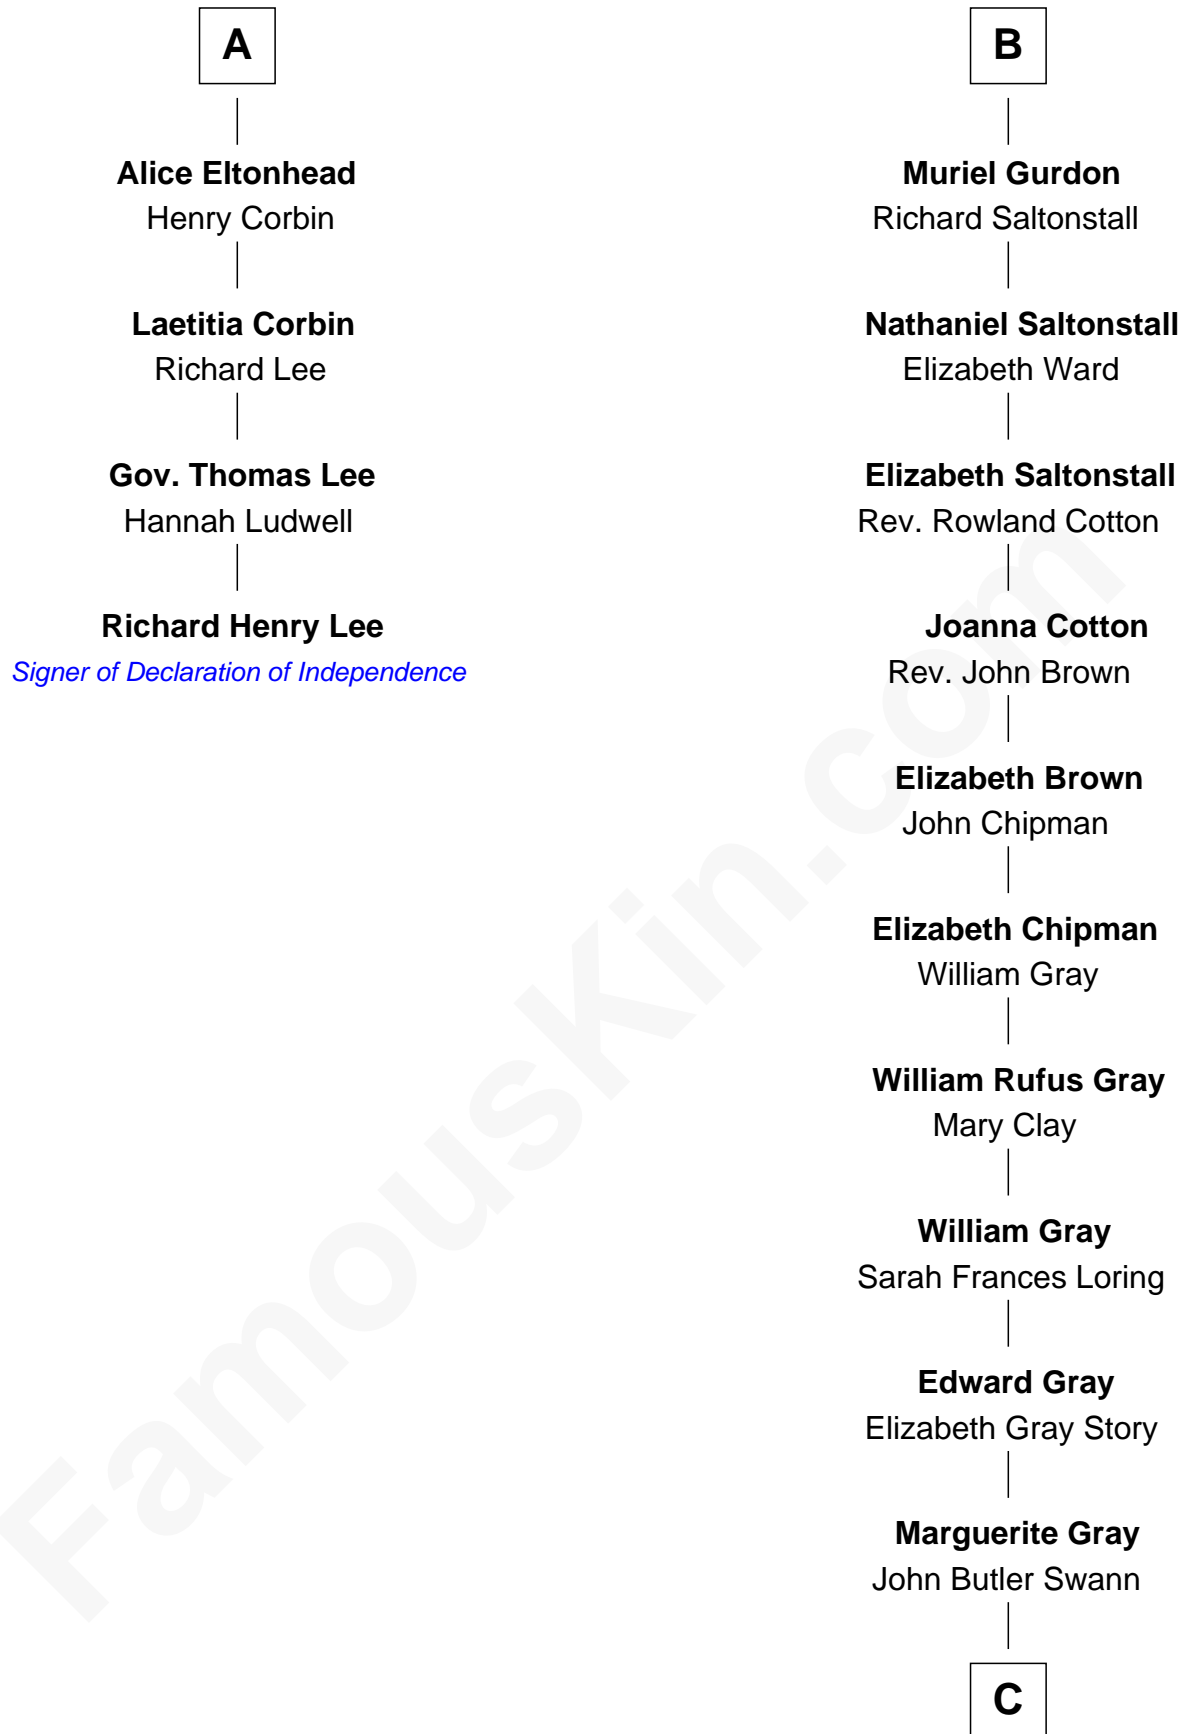 A
Alice Eltonhead
Henry Corbin
Laetitia Corbin
Richard Lee
Gov. Thomas Lee
Hannah Ludwell
Richard Henry Lee
Signer of Declaration of Independence
B
Muriel Gurdon
Richard Saltonstall
Nathaniel Saltonstall
Elizabeth Ward
Elizabeth Saltonstall
Rev. Rowland Cotton
Joanna Cotton
Rev. John Brown
Elizabeth Brown
John Chipman
Elizabeth Chipman
William Gray
William Rufus Gray
Mary Clay
William Gray
Sarah Frances Loring
Edward Gray
Elizabeth Gray Story
Marguerite Gray
John Butler Swann
C
FamousKin.com